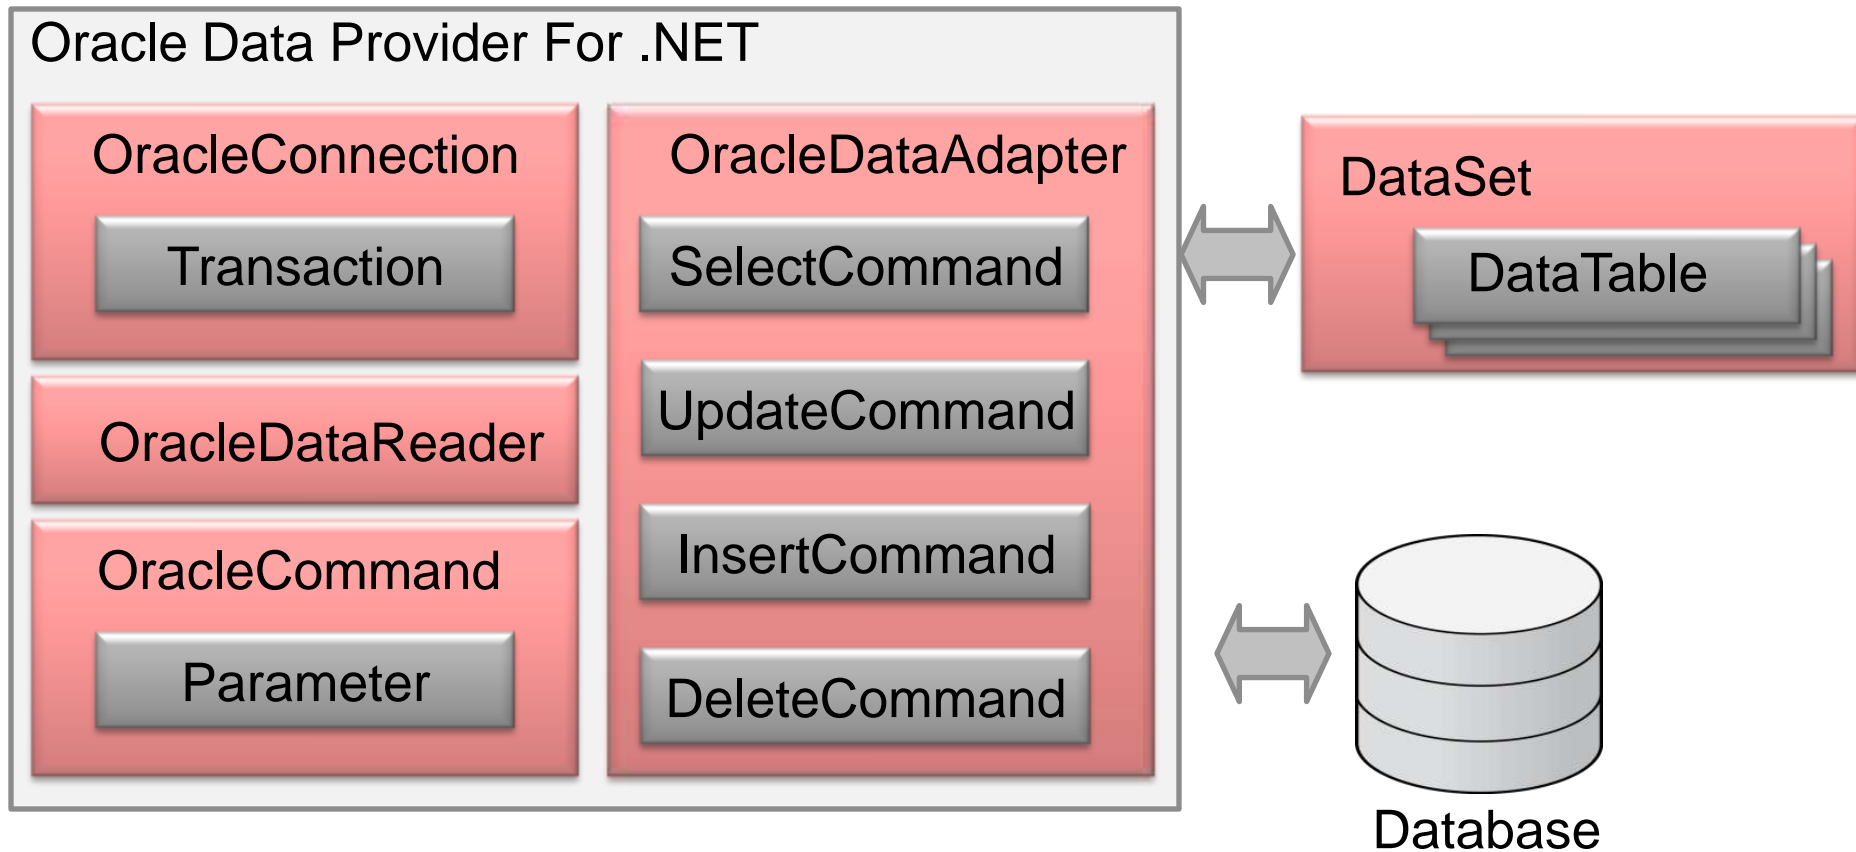 Oracle Data Provider For .NET
OracleConnection
Transaction
OracleDataReader
OracleCommand
Parameter
OracleDataAdapter
SelectCommand
UpdateCommand
InsertCommand
DeleteCommand
DataSet
DataTable
Database